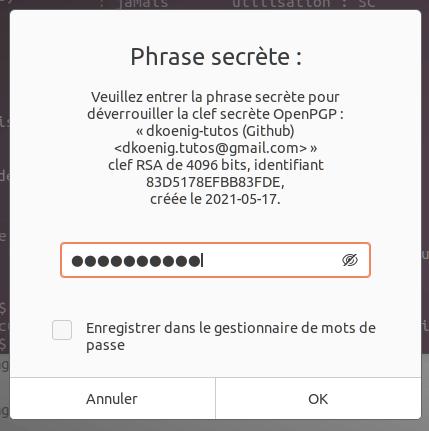 : jamais utilisation : SC
Phrase secrète :
Veuillez entrer la phrase secrète pour
déverrouiller la clef secrète OpenPGP :
« dkoenig-tutos (Github)
<dkoenig.tutos@gmail.com> »
clef RSA de 4096 bits, identifiant
83D5178EFBB83FDE,
créée le 2021-05-17.
●●●●●●●●●●
Enregistrer dans le gestionnaire de mots de
passe
Annuler OK